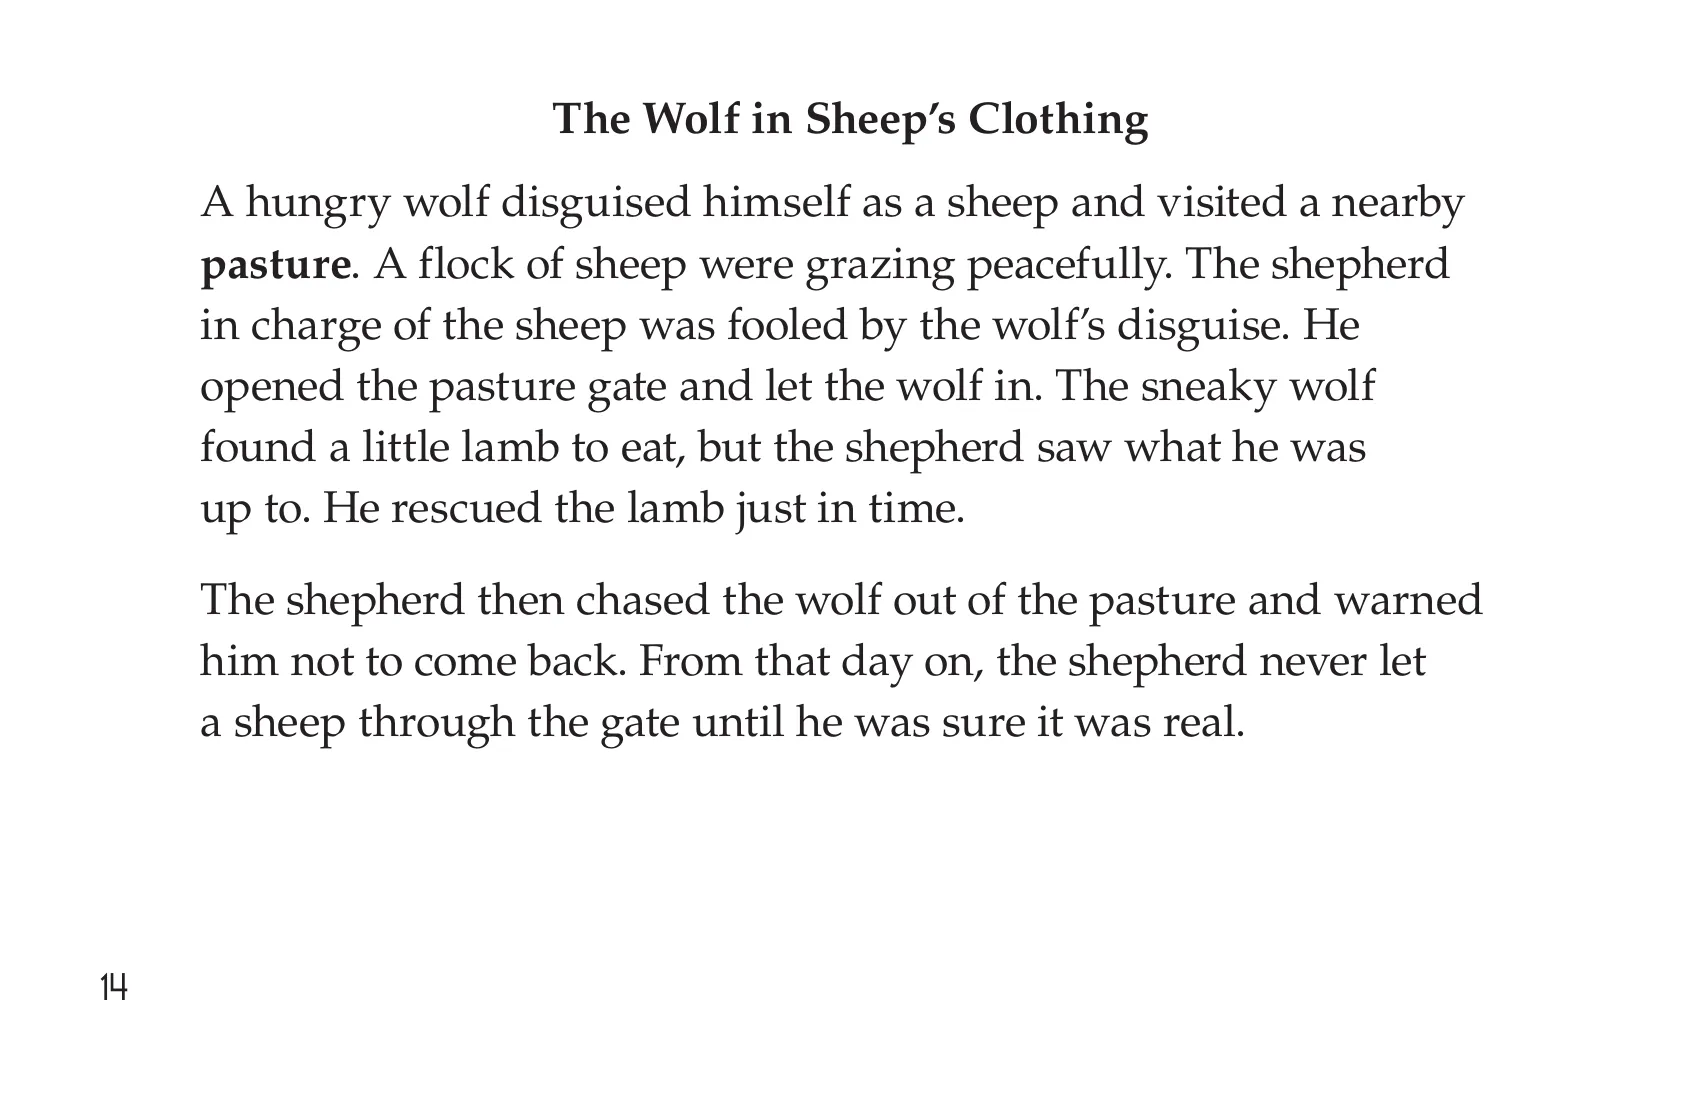 The Wolf in Sheep’s Clothing
A hungry wolf disguised himself as a sheep and visited a nearby
pasture. A flock of sheep were grazing peacefully. The shepherd
in charge of the sheep was fooled by the wolf’s disguise. He
opened the pasture gate and let the wolf in. The sneaky wolf
found a little lamb to eat, but the shepherd saw what he was
up to. He rescued the lamb just in time.
The shepherd then chased the wolf out of the pasture and warned
him not to come back. From that day on, the shepherd never let
a sheep through the gate until he was sure it was real.
14